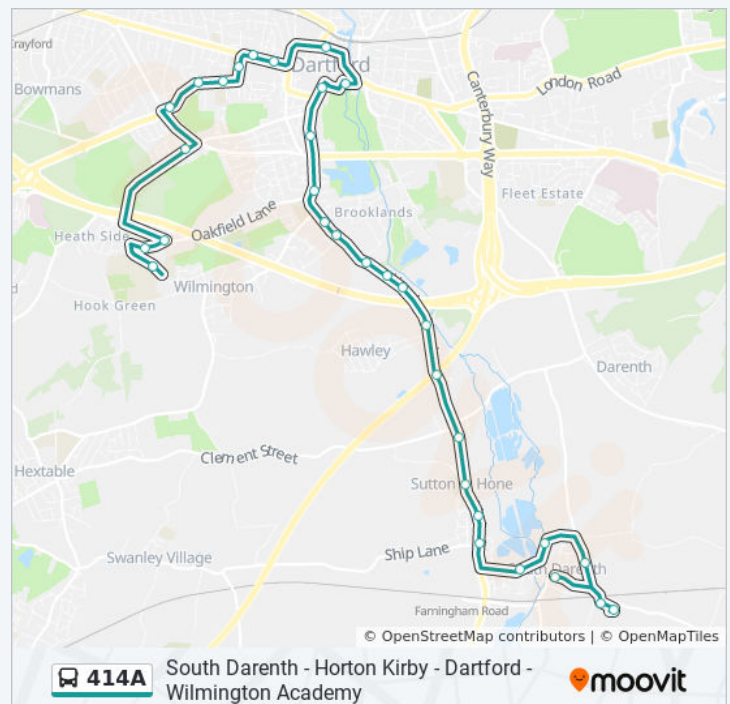 rayford
Dartford
Bowmans
London Road
Canterbury Way
Fleet Estate
Oakfield Lane
Brooklands
Heath Side
Wilmington
Hook Green
Hawley
Darenth
Clement Street
Hextable
Sutton Hone
Swanley Village
Ship Lane
South Darenth
Farningham Road
© OpenStreetMap contributors | © OpenMapTiles
414A
South Darenth - Horton Kirby - Dartford -
Wilmington Academy
moovit